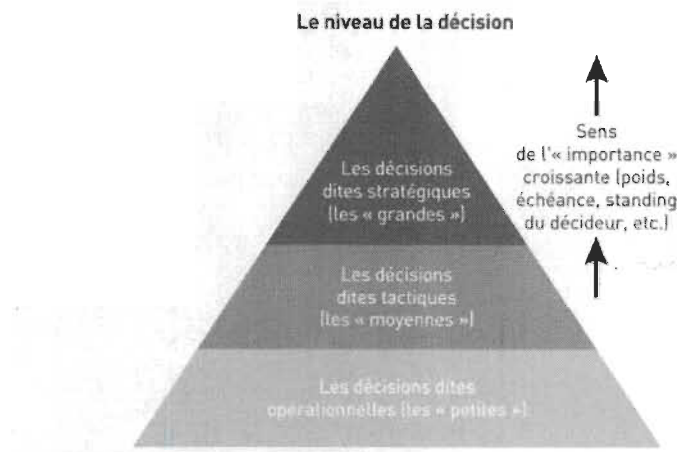 Le niveau de la décision
Les décisions
dites stratégiques
(les « grandes »)
Les décisions
dites tactiques
(les « moyennes »)
Les décisions dites
opérationnelles (les « petites »)
Sens
de l'« importance »
croissante (poids,
échéance, standing
du décideur, etc.)